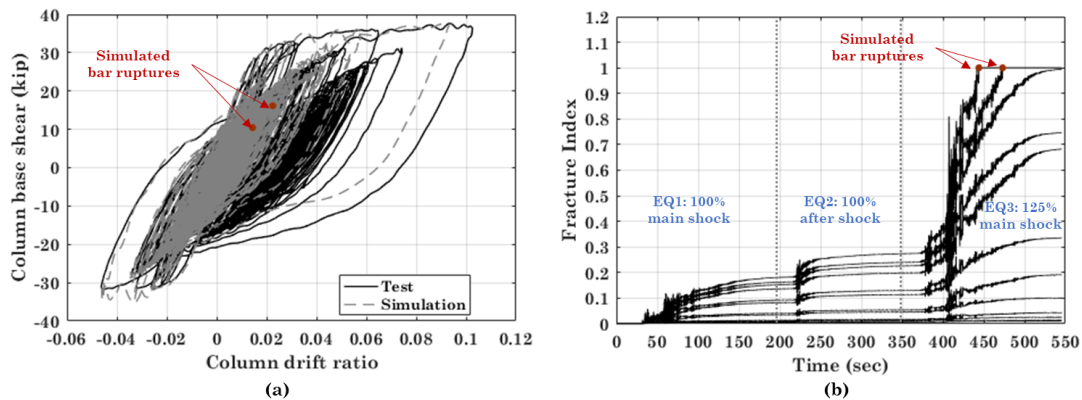 (a)
(b)
Column base shear (kip)
40
30
20
10
0
-10
-20
-30
-40
Simulated
bar ruptures
Test
Simulation
-0.06
-0.04
-0.02
0
0.02
0.04
0.06
0.08
0.1
0.12
Column drift ratio
(a)
Fracture Index
1.2
1.1
1
0.9
0.8
0.7
0.6
0.5
0.4
0.3
0.2
0.1
0
Simulated
bar ruptures
EQ1: 100%
main shock
EQ2: 100%
after shock
EQ3: 125%
main shock
0
50
100
150
200
250
300
350
400
450
500
550
Time (sec)
(b)